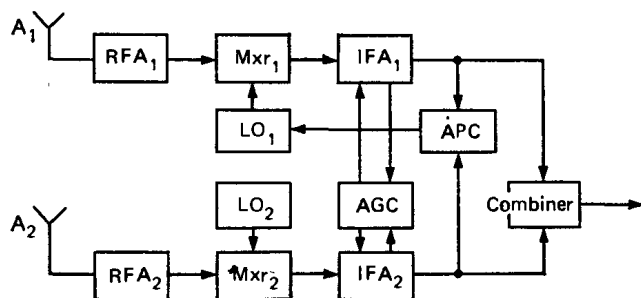 A₁
RFA₁
Mxr₁
IFA₁
LO₁
APC
LO₂
AGC
Combiner
A₂
RFA₂
Mxr₂
IFA₂